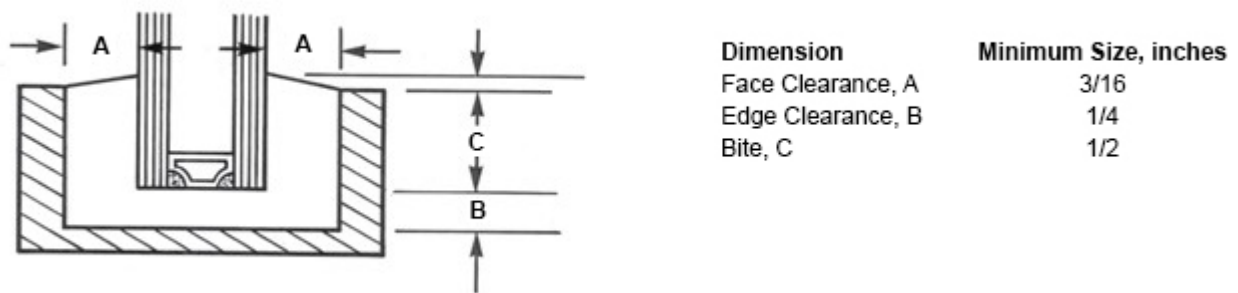 A
A
C
B
Dimension Minimum Size, inches
Face Clearance, A 3/16
Edge Clearance, B 1/4
Bite, C 1/2